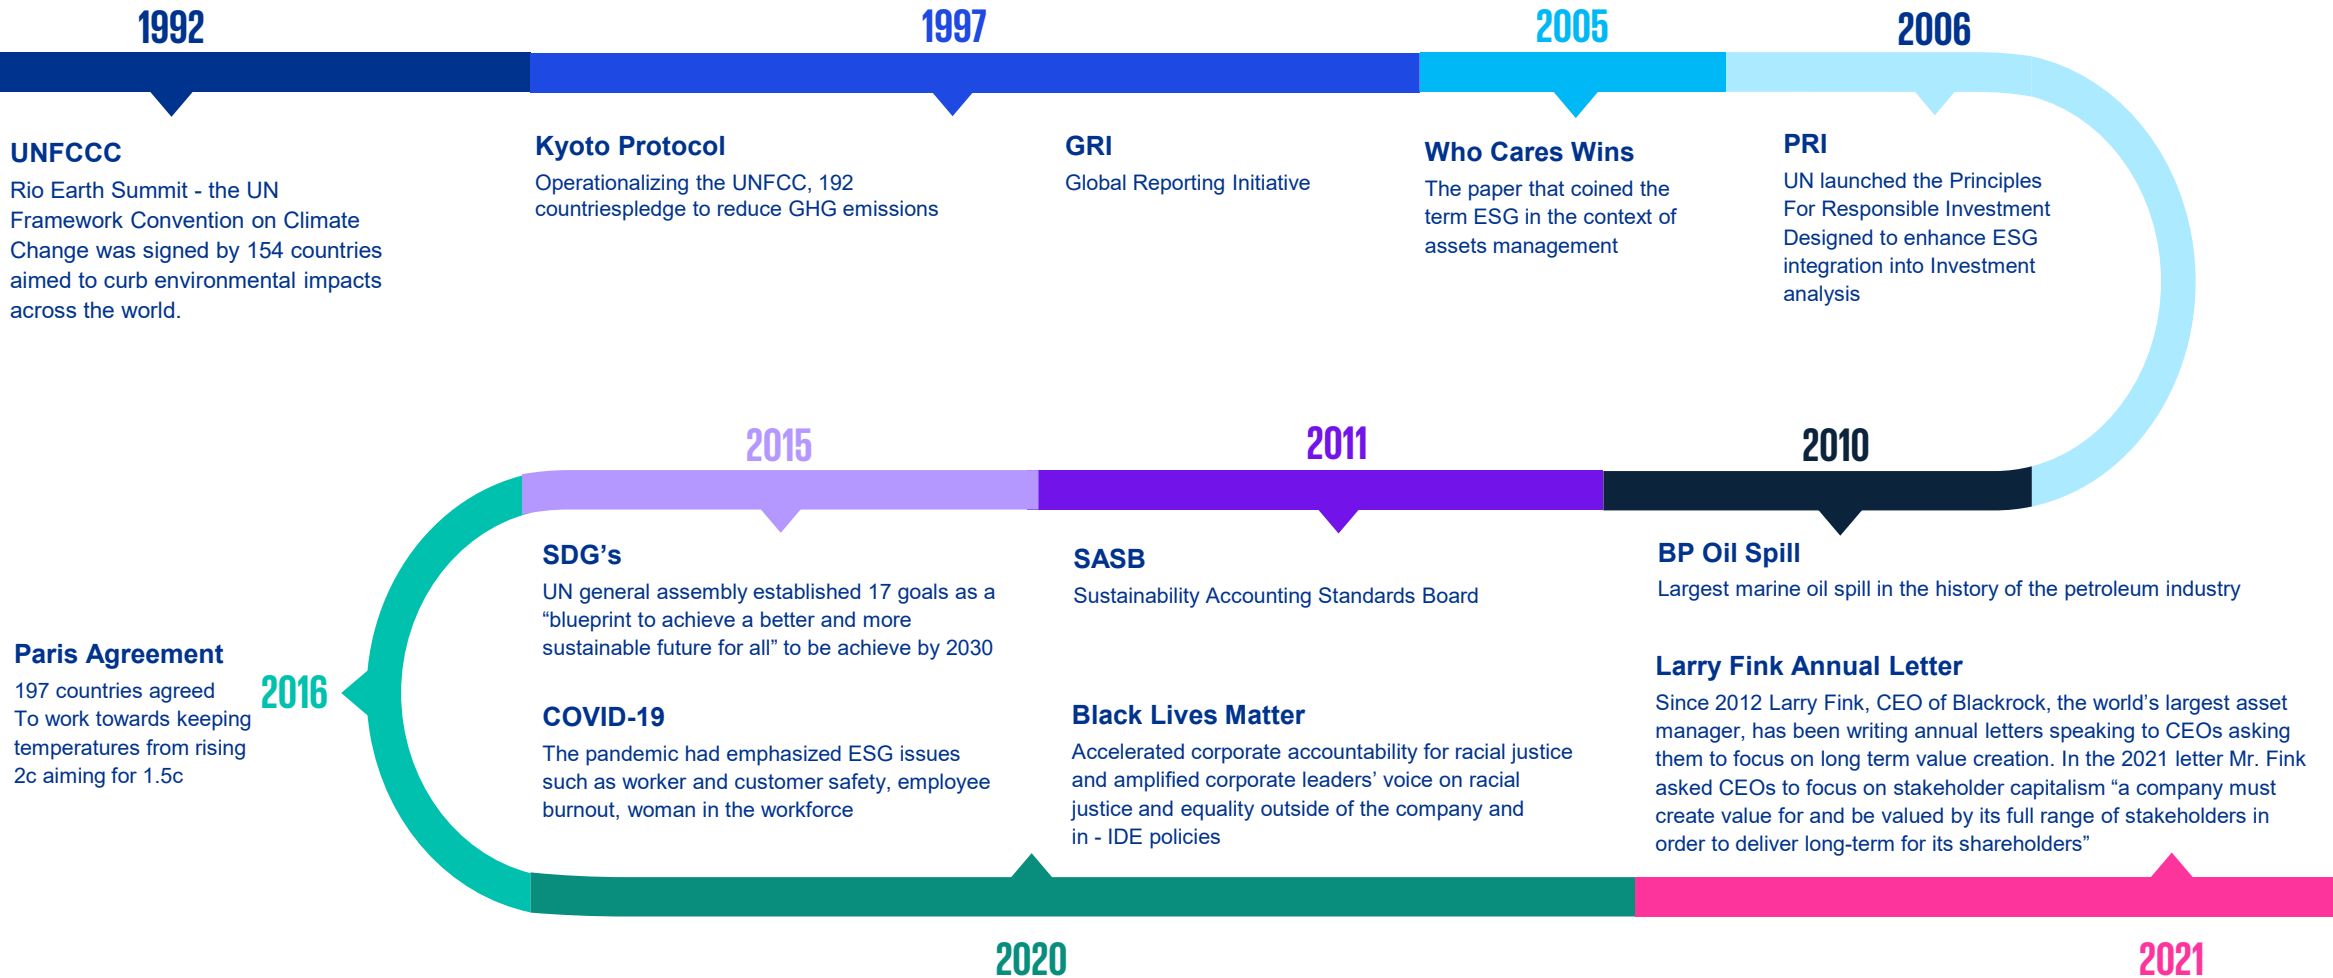 1992
UNFCCC
Rio Earth Summit - the UN
Framework Convention on Climate
Change was signed by 154 countries
aimed to curb environmental impacts
across the world.
1997
Kyoto Protocol
Operationalizing the UNFCC, 192
countriespledge to reduce GHG emissions
GRI
Global Reporting Initiative
2005
Who Cares Wins
The paper that coined the
term ESG in the context of
assets management
2006
PRI
UN launched the Principles
For Responsible Investment
Designed to enhance ESG
integration into Investment
analysis
2010
BP Oil Spill
Largest marine oil spill in the history of the petroleum industry
2011
SASB
Sustainability Accounting Standards Board
2015
SDG’s
UN general assembly established 17 goals as a
“blueprint to achieve a better and more
sustainable future for all” to be achieve by 2030
2016
Paris Agreement
197 countries agreed
To work towards keeping
temperatures from rising
2c aiming for 1.5c
COVID-19
The pandemic had emphasized ESG issues
such as worker and customer safety, employee
burnout, woman in the workforce
Black Lives Matter
Accelerated corporate accountability for racial justice
and amplified corporate leaders’ voice on racial
justice and equality outside of the company and
in - IDE policies
2020
Larry Fink Annual Letter
Since 2012 Larry Fink, CEO of Blackrock, the world’s largest asset
manager, has been writing annual letters speaking to CEOs asking
them to focus on long term value creation. In the 2021 letter Mr. Fink
asked CEOs to focus on stakeholder capitalism “a company must
create value for and be valued by its full range of stakeholders in
order to deliver long-term for its shareholders”
2021